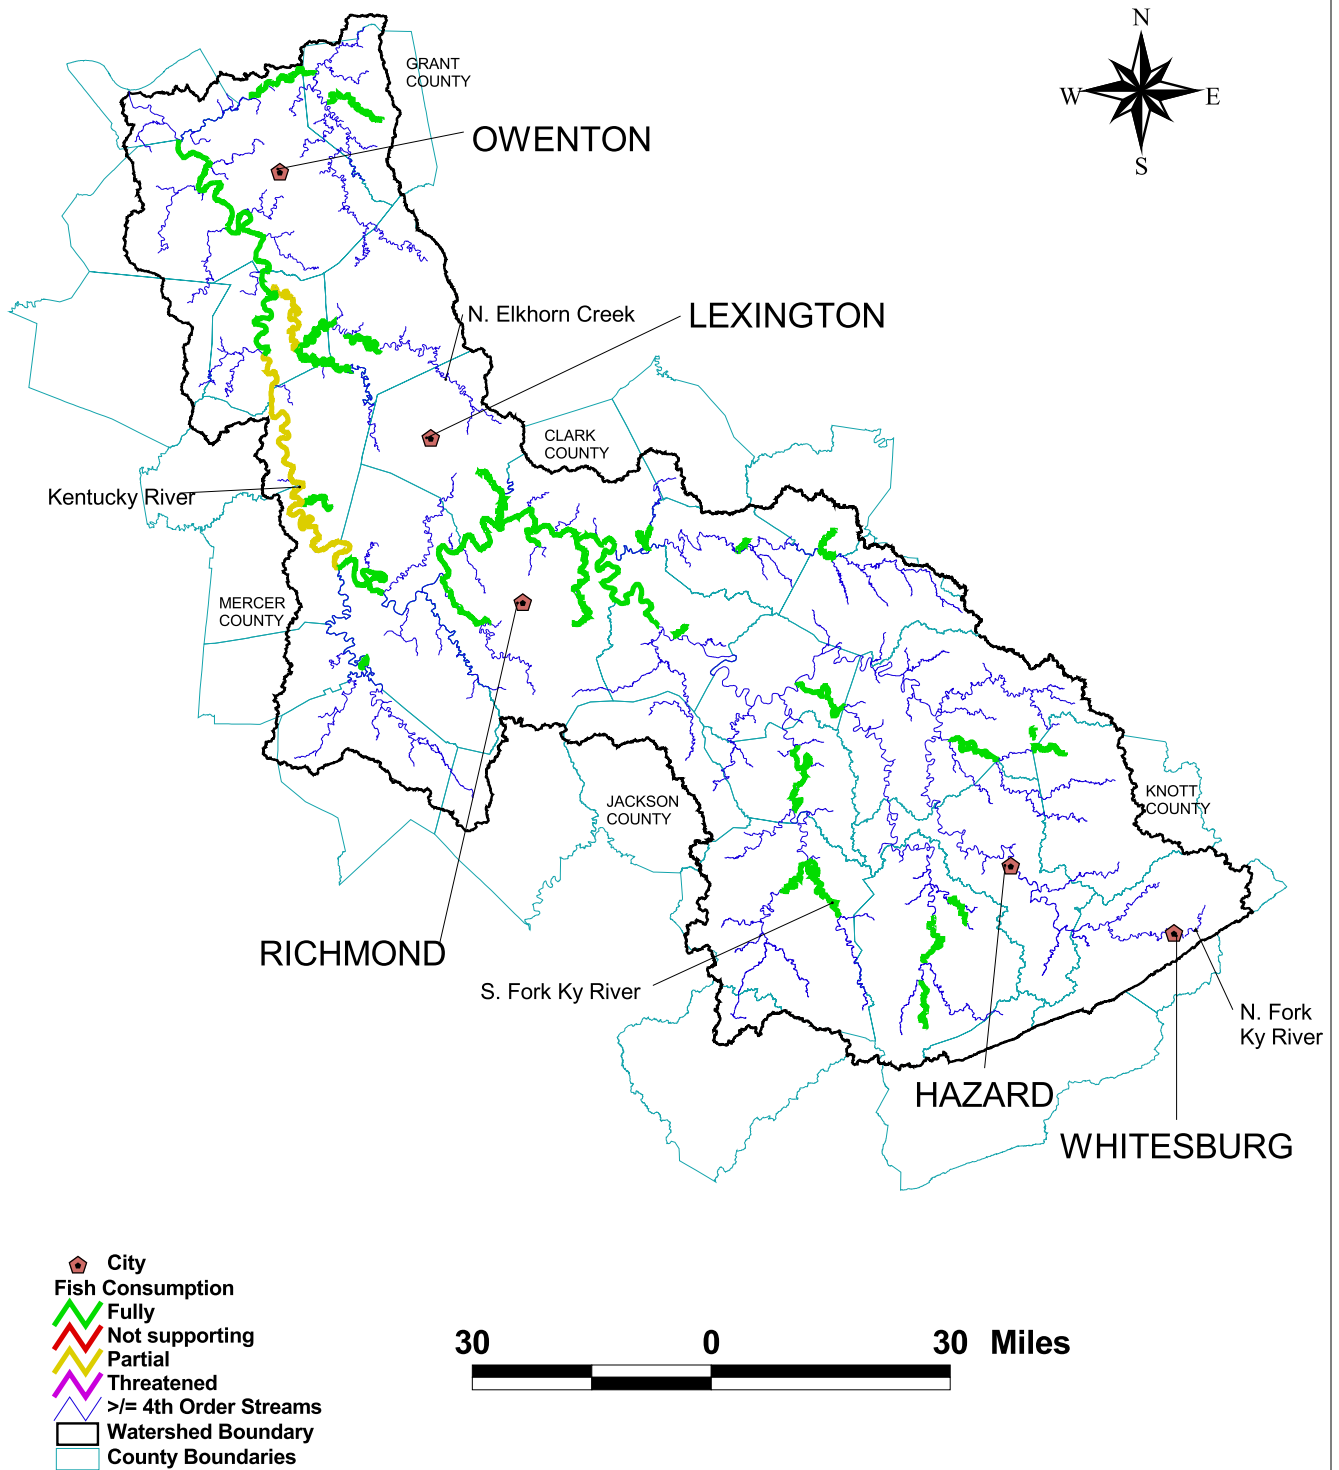 N
W
E
S
GRANT
COUNTY
OWENTON
N. Elkhorn Creek
LEXINGTON
CLARK
COUNTY
Kentucky River
MERCER
COUNTY
JACKSON
COUNTY
KNOTT
COUNTY
RICHMOND
S. Fork Ky River
N. Fork
Ky River
HAZARD
WHITESBURG
City
Fish Consumption
Fully
Not supporting
Partial
Threatened
>/= 4th Order Streams
Watershed Boundary
County Boundaries
30 0 30 Miles